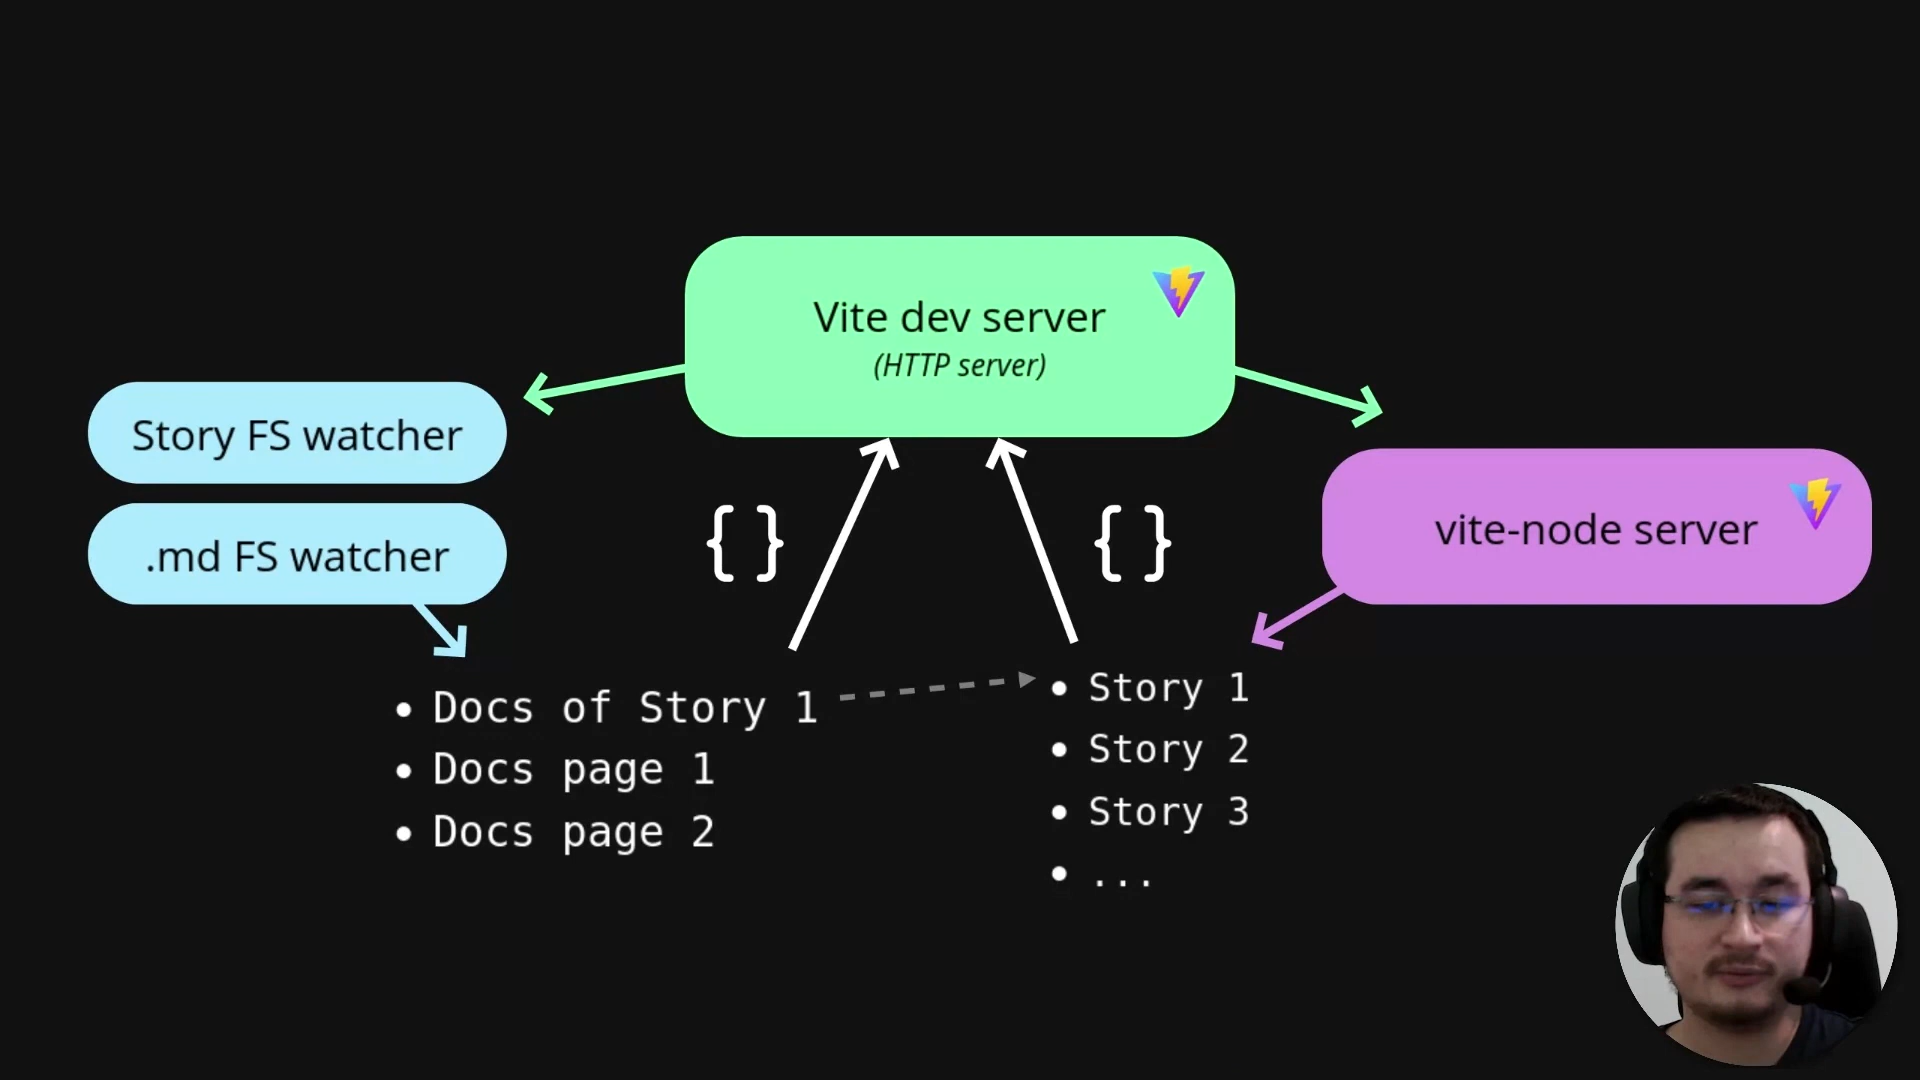 Vite dev server
(HTTP server)
Story FS watcher
.md FS watcher
{}
{}
vite-node server
• Docs of Story 1
• Docs page 1
• Docs page 2
• Story 1
• Story 2
• Story 3
• ...